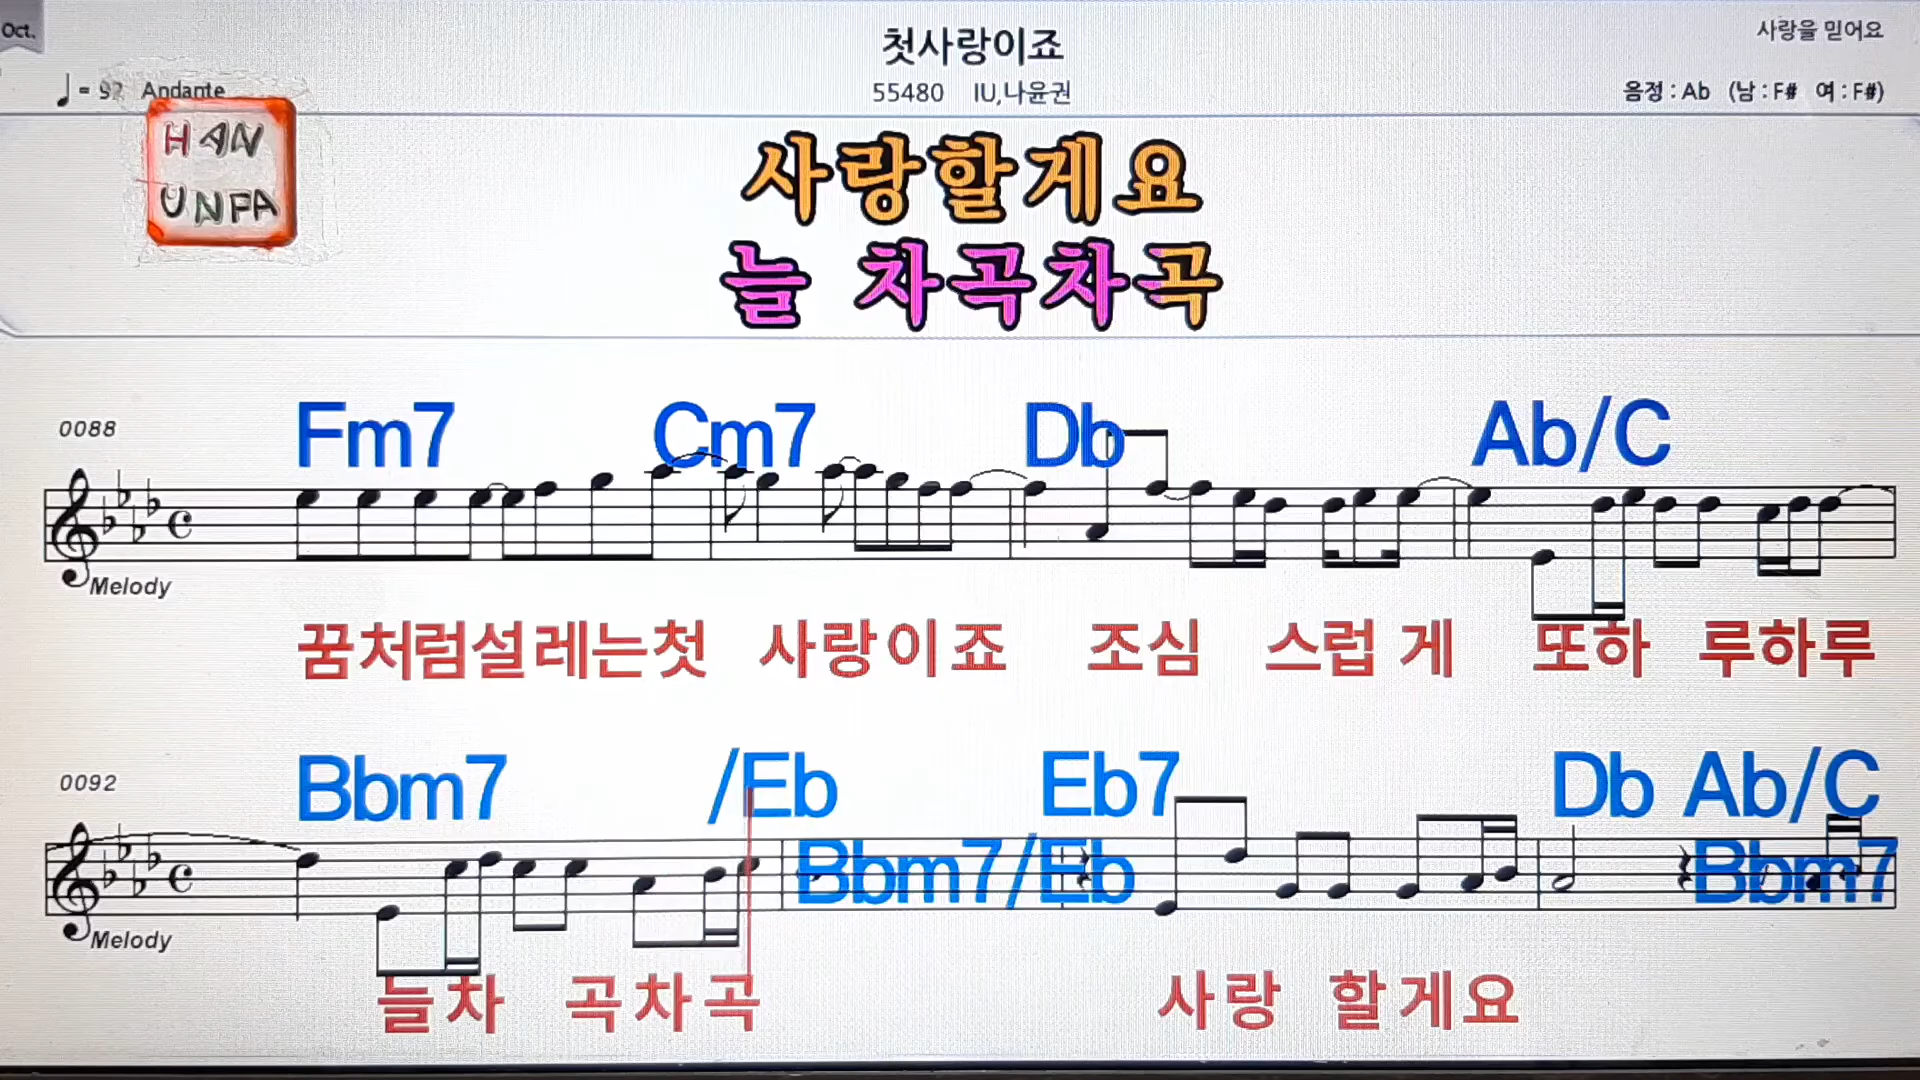 Oct.
첫사랑이죠
사랑을 믿어요
♩= 92 Andante
55480 IU,나윤권
음정 : Ab (남 : F# 여 : F#)
HAN
UNFA
사랑할게요
늘 차곡차곡
Fm7 Cm7 Db Ab/C
0088
Melody
꿈처럼설레는첫 사랑이죠 조심 스럽 게 또하 루하루
Bbm7 /Eb Eb7 Db Ab/C
0092
Bbm7/Eb Bbm7
Melody
늘차 곡차곡 사랑 할게요